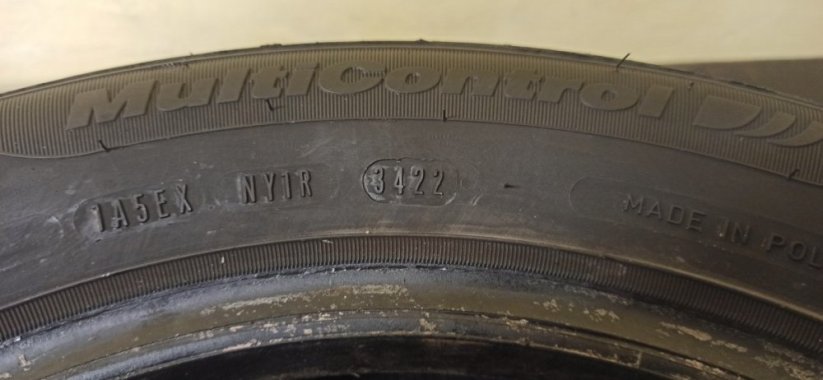 MultiControl
1A5EX NY1R 3422 MADE IN POL